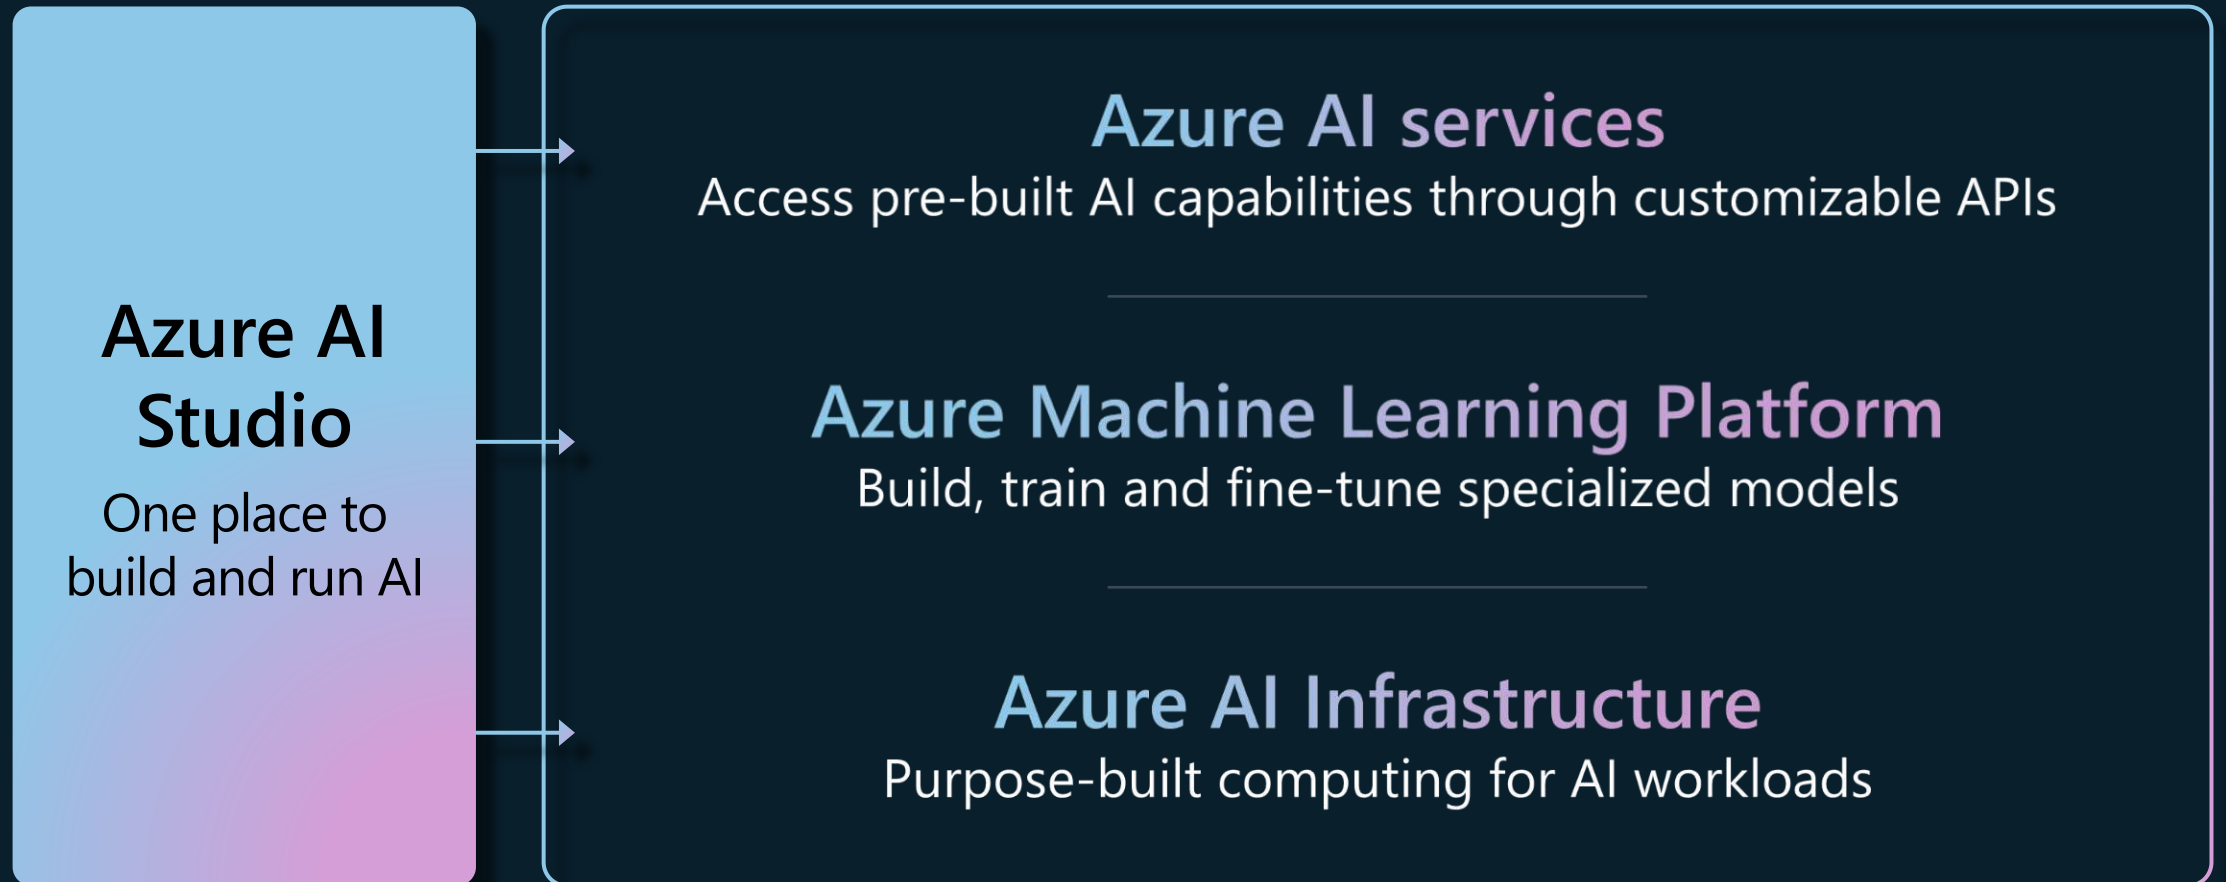 Azure AI
Studio
One place to
build and run AI
Azure AI services
Access pre-built AI capabilities through customizable APIs
Azure Machine Learning Platform
Build, train and fine-tune specialized models
Azure AI Infrastructure
Purpose-built computing for AI workloads